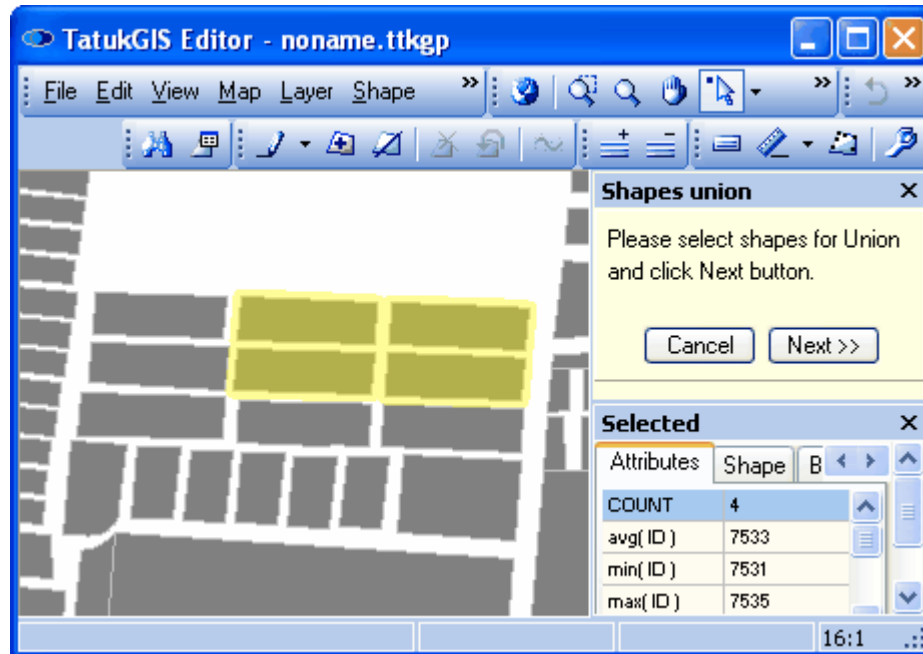 TatukGIS Editor - noname.ttkgp
File Edit View Map Layer Shape
Shapes union
Please select shapes for Union
and click Next button.
Cancel Next >>
Selected
Attributes Shape B
COUNT 4
avg( ID ) 7533
min( ID ) 7531
max( ID ) 7535
16:1